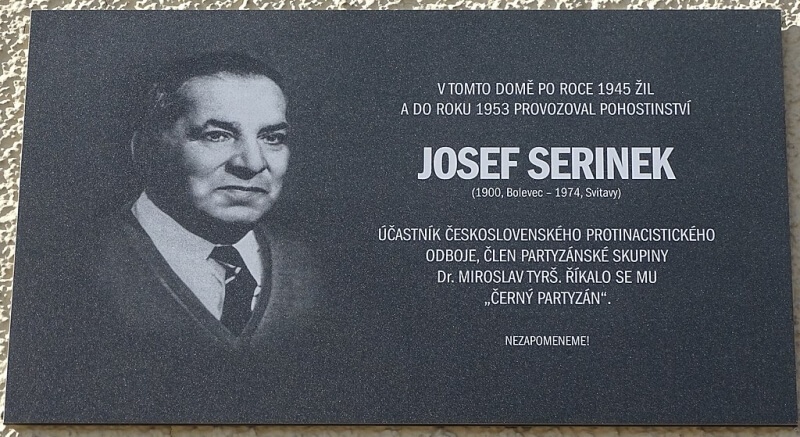 V TOMTO DOMĚ PO ROCE 1945 ŽIL
A DO ROKU 1953 PROVOZOVAL POHOSTINSTVÍ
JOSEF SERINEK
(1900, Bolevec – 1974, Svitavy)
ÚČASTNÍK ČESKOSLOVENSKÉHO PROTINACISTICKÉHO
ODBOJE, ČLEN PARTYZÁNSKÉ SKUPINY
Dr. MIROSLAV TYRŠ. ŘÍKALO SE MU
„ČERNÝ PARTYZÁN“.
NEZAPOMENEME!